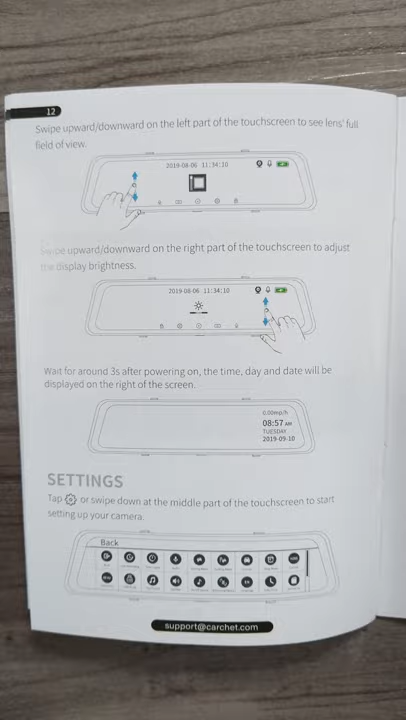 12
Swipe upward/downward on the left part of the touchscreen to see lens' full
field of view.
2019-08-06 11:34:10
Swipe upward/downward on the right part of the touchscreen to adjust
the display brightness.
2019-08-06 11:34:10
Wait for around 3s after powering on, the time, day and date will be
displayed on the right of the screen.
0.00mp/h
08:57 AM
TUESDAY
2019-09-10
SETTINGS
Tap or swipe down at the middle part of the touchscreen to start
setting up your camera.
Back
support@carchet.com